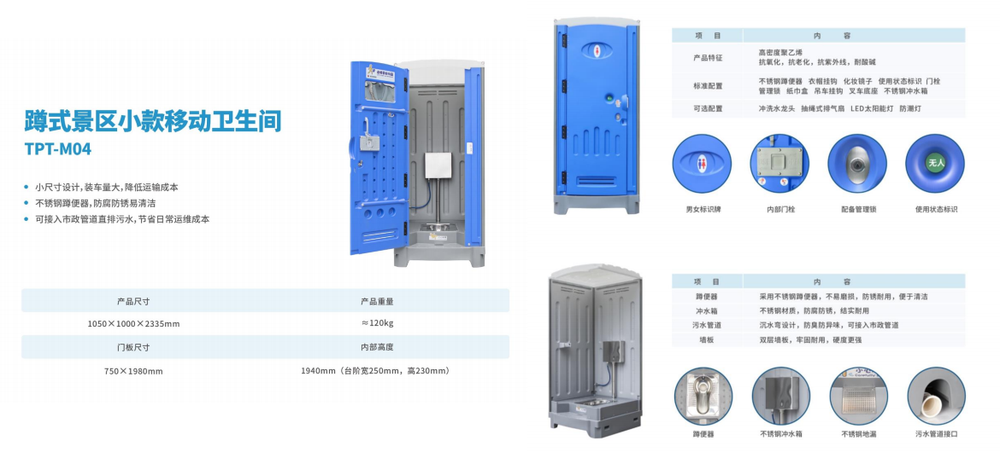 蹲式景区小款移动卫生间
TPT-M04
小尺寸设计，装车量大，降低运输成本
不锈钢蹲便器，防腐防锈易清洁
可接入市政管道直排污水，节省日常运维成本
产品尺寸 产品重量
1050×1000×2335mm ≈120kg
门板尺寸 内部高度
750×1980mm 1940mm（台阶宽250mm，高230mm）
项 目 内 容
产品特征 高密度聚乙烯
抗氧化，抗老化，抗紫外线，耐酸碱
标准配置 不锈钢蹲便器 衣帽挂钩 化妆镜子 使用状态标识 门栓
管理锁 纸巾盒 吊车挂钩 叉车底座 不锈钢冲水箱
可选配置 冲洗水龙头 抽绳式排气扇 LED太阳能灯 防潮灯
无人
男女标识牌 内部门栓 配备管理锁 使用状态标识
项 目 内 容
蹲便器 采用不锈钢蹲便器，不易磨损，防锈耐用，便于清洁
冲水箱 不锈钢材质，防腐防锈，结实耐用
污水管道 沉水弯设计，防臭防异味，可接入市政管道
墙板 双层墙板，牢固耐用，硬度更强
蹲便器 不锈钢冲水箱 不锈钢地漏 污水管道接口